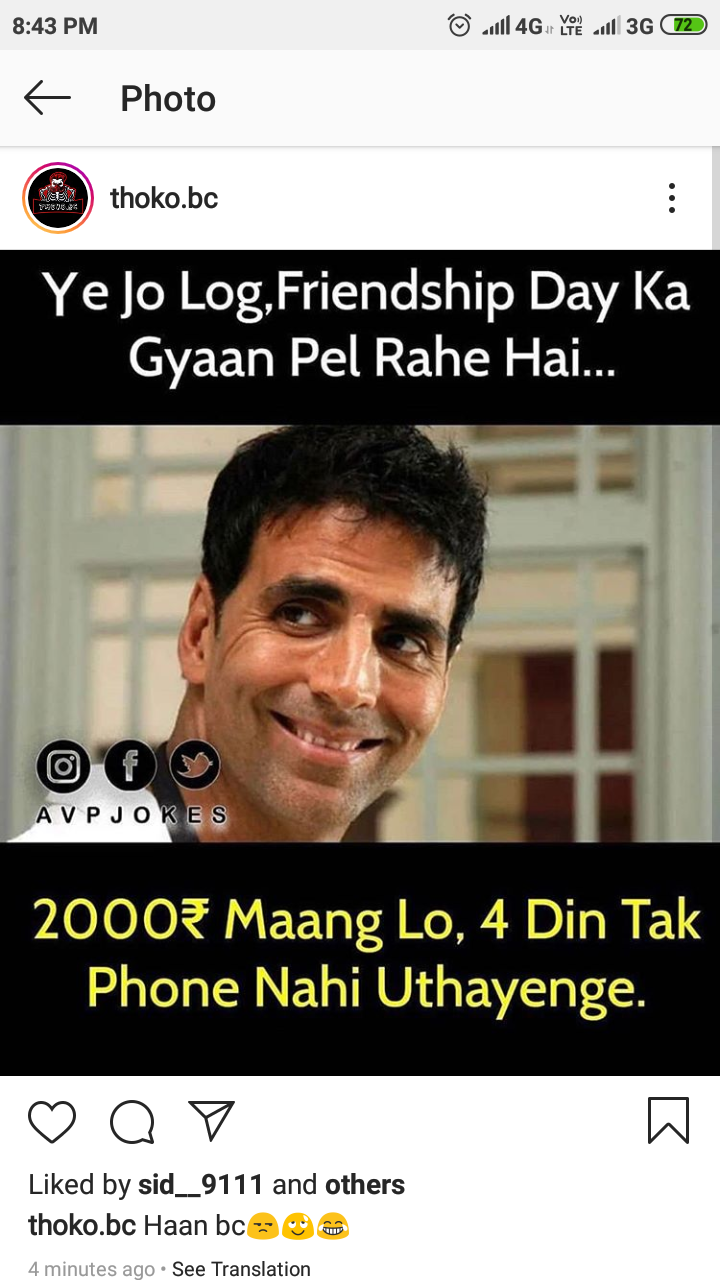 8:43 PM 4G Vo) LTE 3G 72
Photo
thoko.bc
Ye Jo Log,Friendship Day Ka
Gyaan Pel Rahe Hai...
AVPJOKES
2000₹ Maang Lo, 4 Din Tak
Phone Nahi Uthayenge.
Liked by sid__9111 and others
thoko.bc Haan bc😒🙄😂
4 minutes ago • See Translation